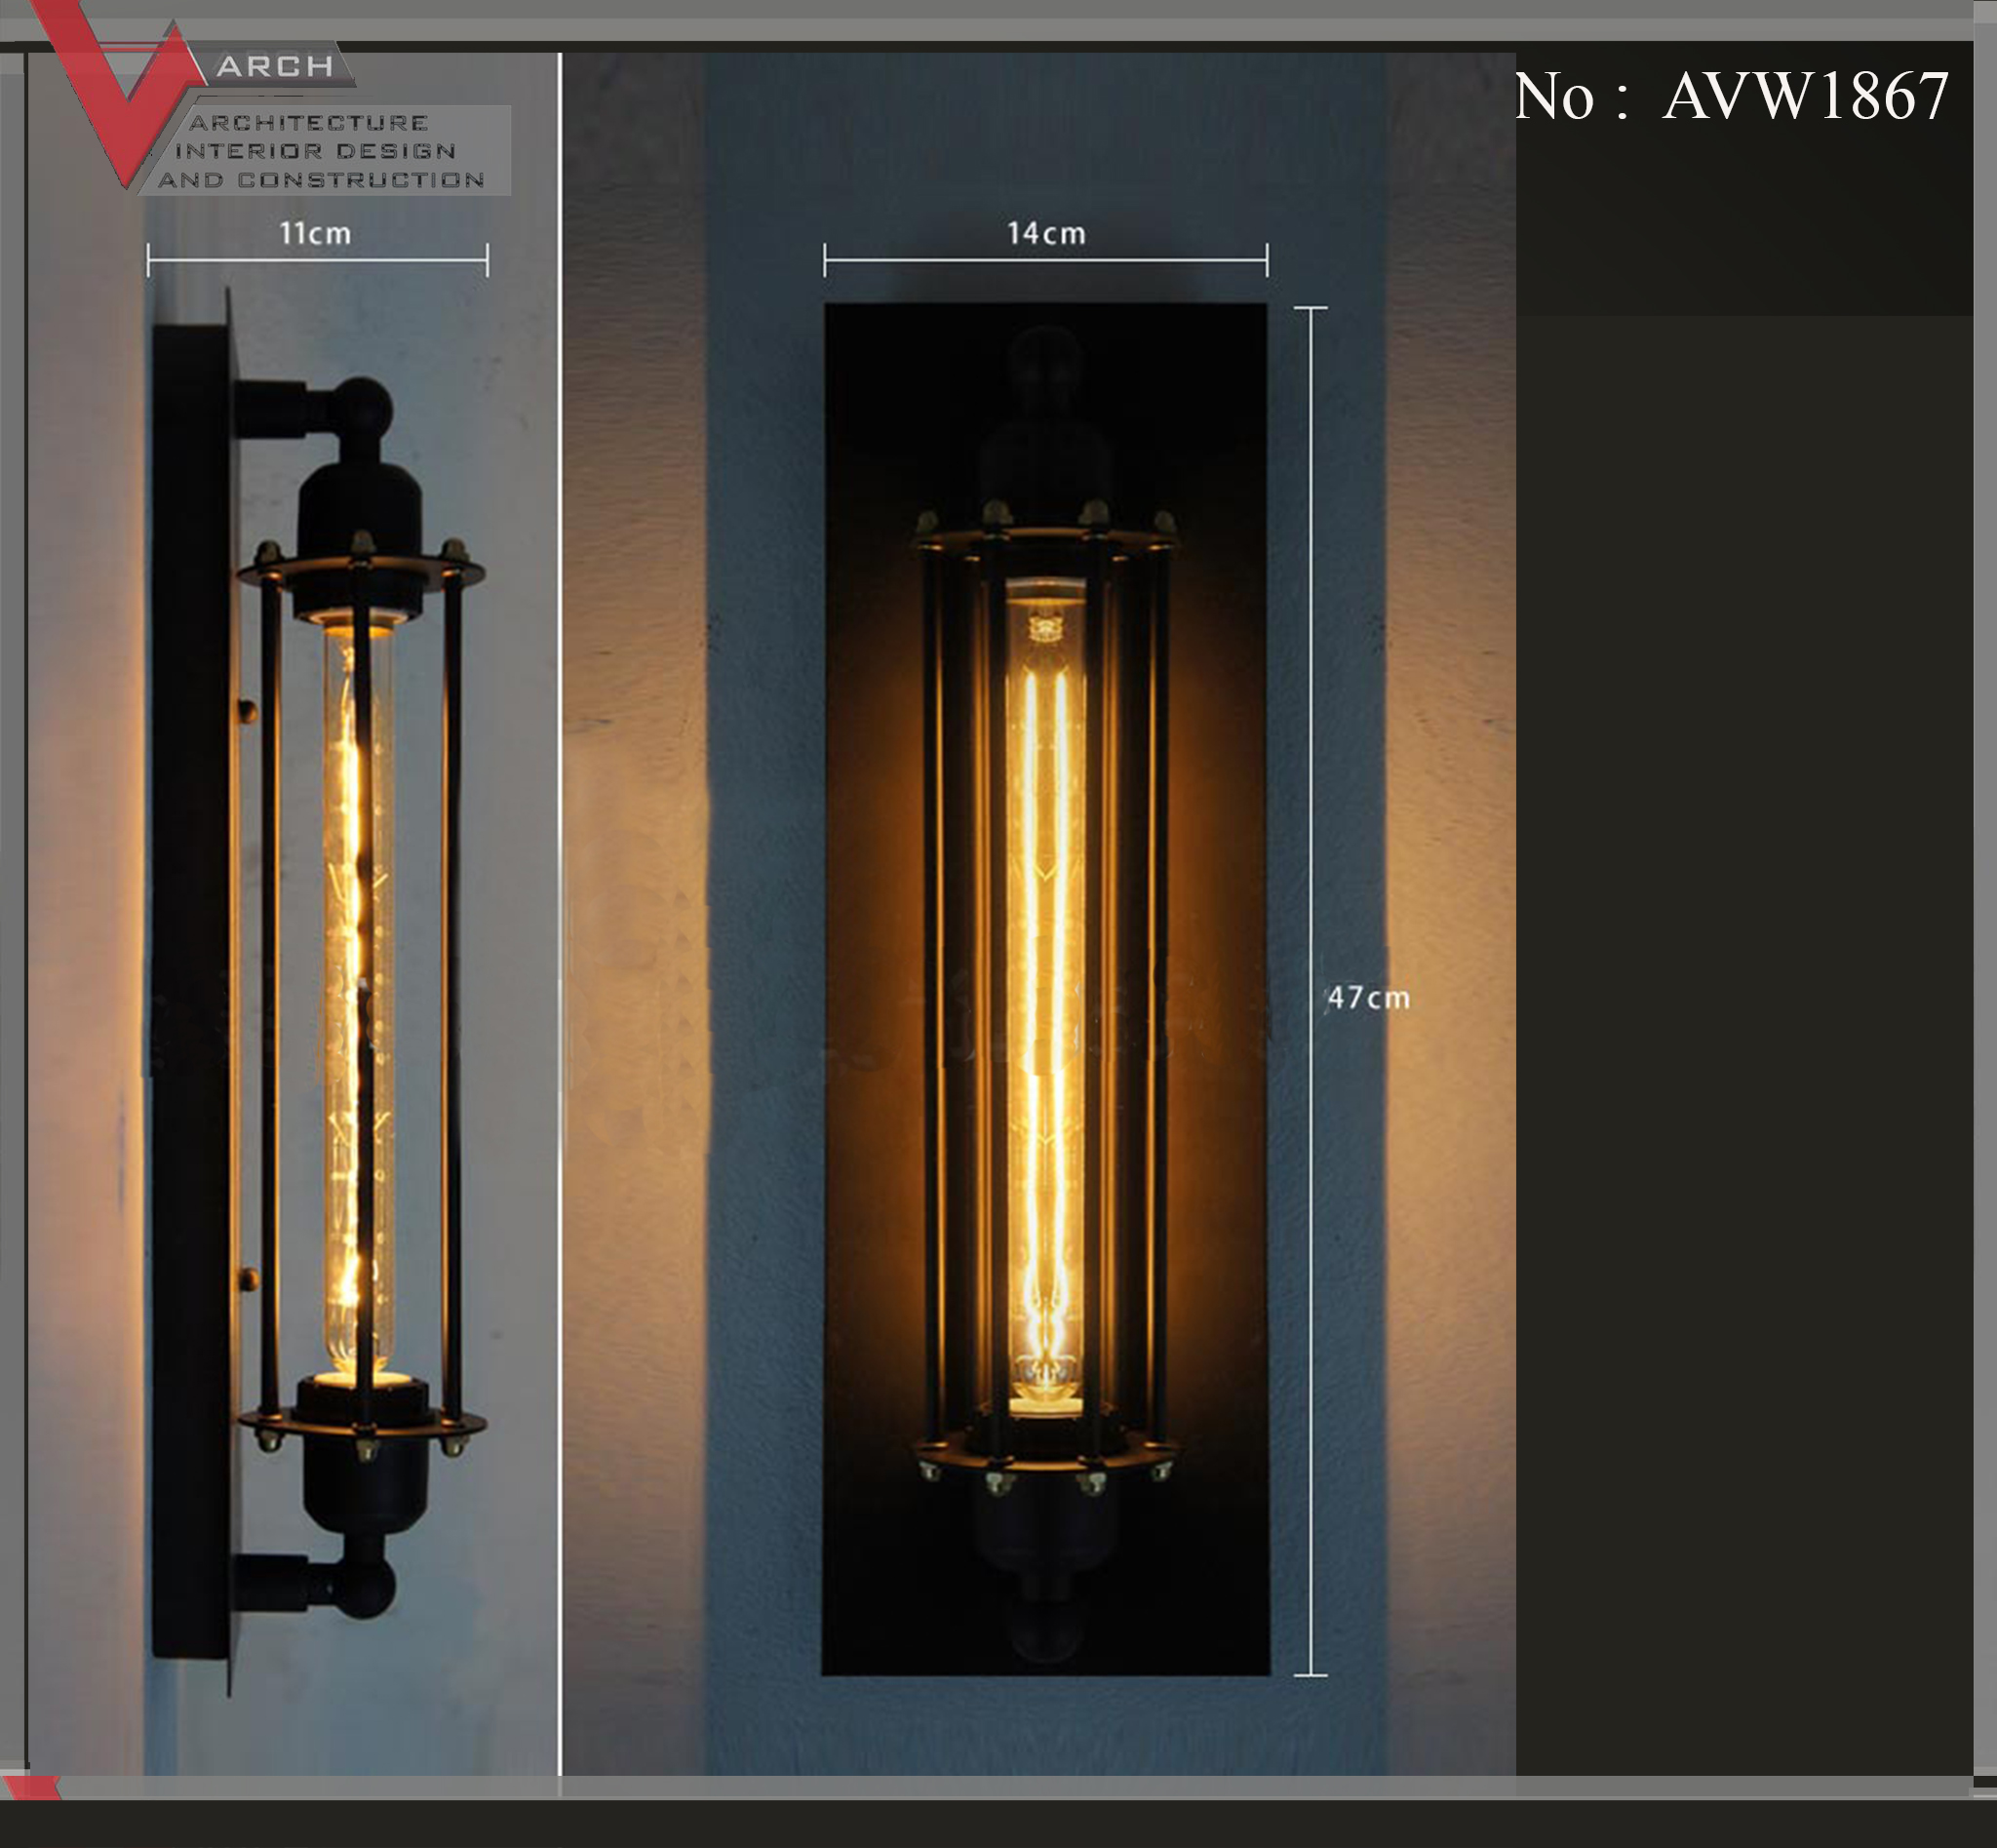 ARCH
ARCHITECTURE
INTERIOR DESIGN
AND CONSTRUCTION
No : AVW1867
11cm
14cm
47cm